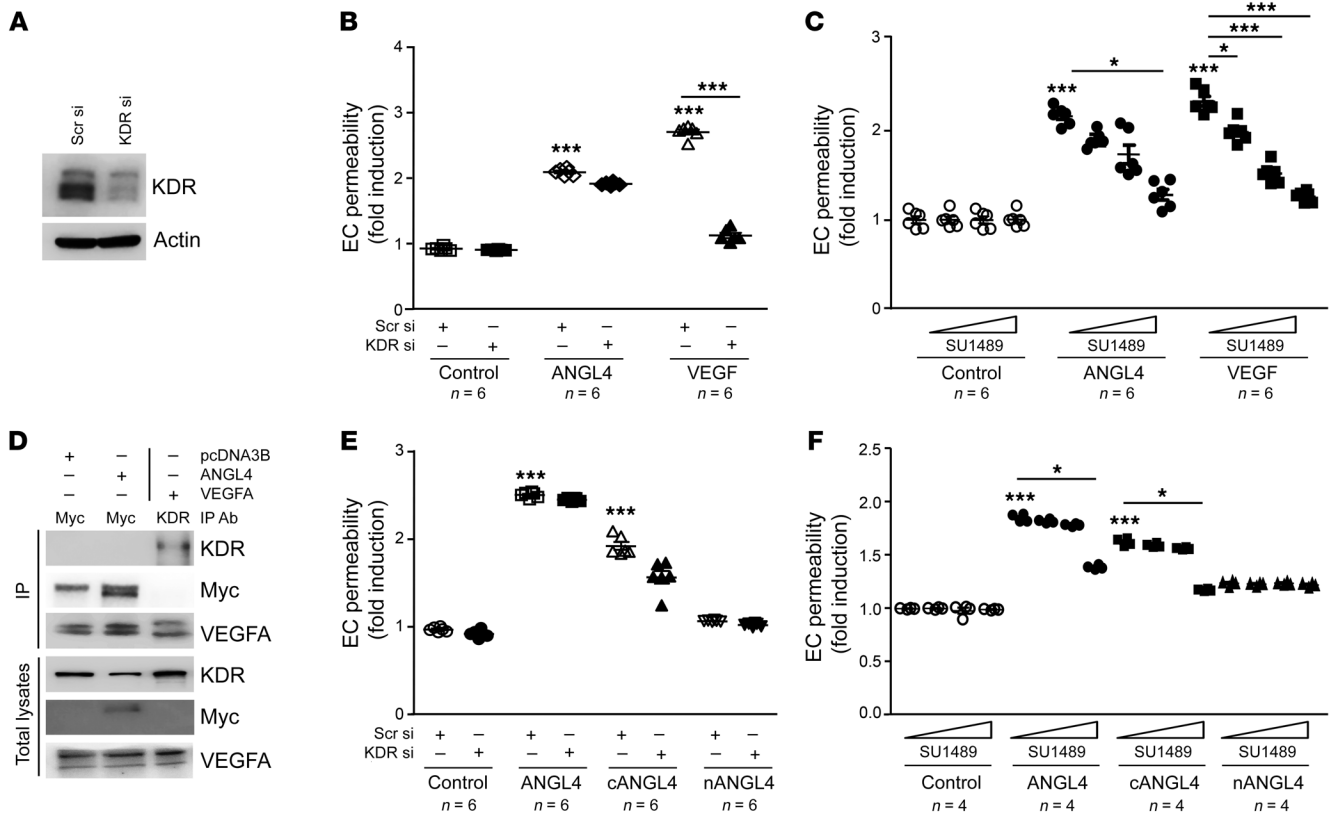 A
Scr si
KDR si
KDR
Actin
B
EC permeability
(fold induction)
4
3
2
1
0
***
***
***
Scr si + – + – + –
KDR si – + – + – +
Control ANGL4 VEGF
n = 6 n = 6 n = 6
C
EC permeability
(fold induction)
3
2
1
0
***
*
***
*
***
***
SU1489 SU1489 SU1489
Control ANGL4 VEGF
n = 6 n = 6 n = 6
D
+ – – pcDNA3B
– + – ANGL4
– – + VEGFA
Myc Myc KDR IP Ab
IP
KDR
Myc
VEGFA
Total lysates
KDR
Myc
VEGFA
E
EC permeability
(fold induction)
3
2
1
0
***
***
Scr si + – + – + – + –
KDR si – + – + – + – +
Control ANGL4 cANGL4 nANGL4
n = 6 n = 6 n = 6 n = 6
F
EC permeability
(fold induction)
2.5
2.0
1.5
1.0
0.5
0.0
***
*
***
*
SU1489 SU1489 SU1489 SU1489
Control ANGL4 cANGL4 nANGL4
n = 4 n = 4 n = 4 n = 4